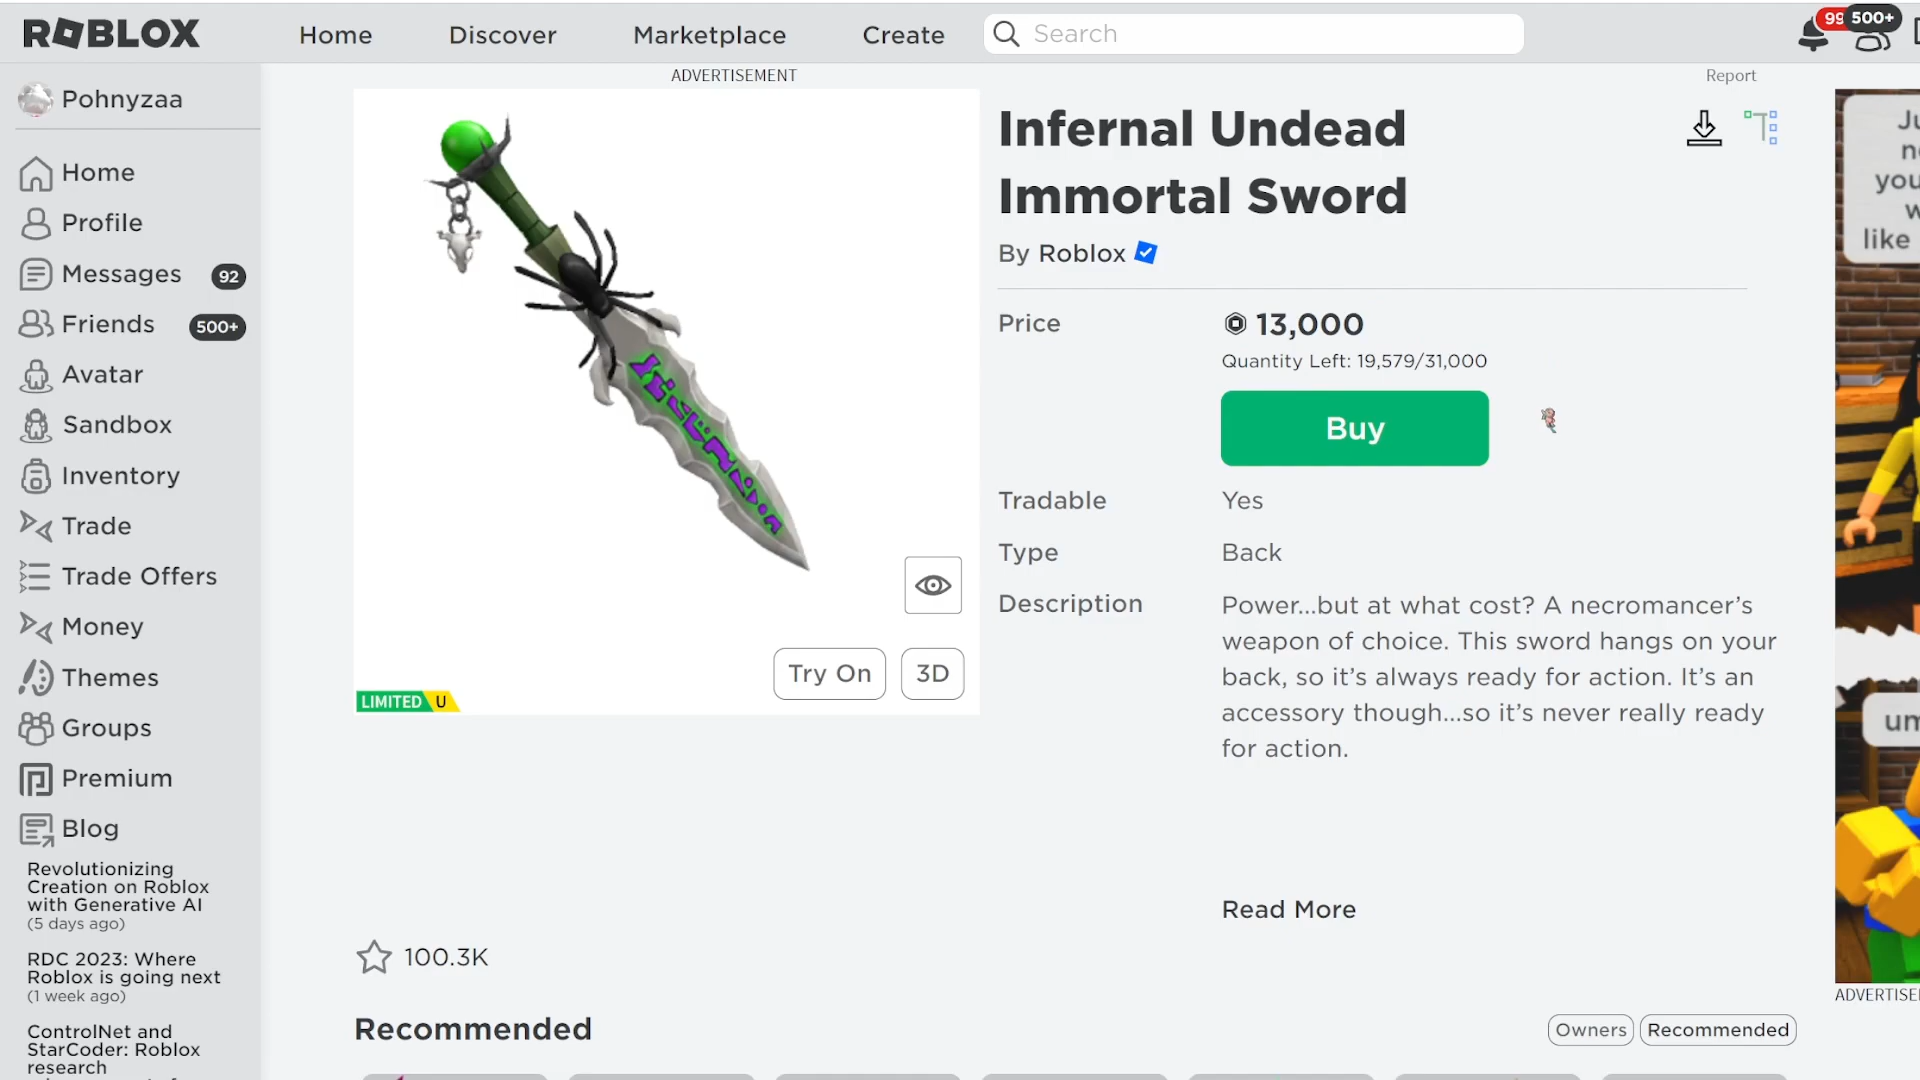 ROBLOX
Home
Discover
Marketplace
Create
Search
99
500+
Pohnyzaa
Home
Profile
Messages
92
Friends
500+
Avatar
Sandbox
Inventory
Trade
Trade Offers
Money
Themes
Groups
Premium
Blog
Revolutionizing
Creation on Roblox
with Generative AI
(5 days ago)
RDC 2023: Where
Roblox is going next
(1 week ago)
ControlNet and
StarCoder: Roblox
research
ADVERTISEMENT
Report
LIMITED U
Try On
3D
Infernal Undead
Immortal Sword
By Roblox
Price
13,000
Quantity Left: 19,579/31,000
Buy
Tradable
Yes
Type
Back
Description
Power...but at what cost? A necromancer's
weapon of choice. This sword hangs on your
back, so it's always ready for action. It's an
accessory though...so it's never really ready
for action.
Read More
100.3K
Recommended
Owners
Recommended
you
like
um